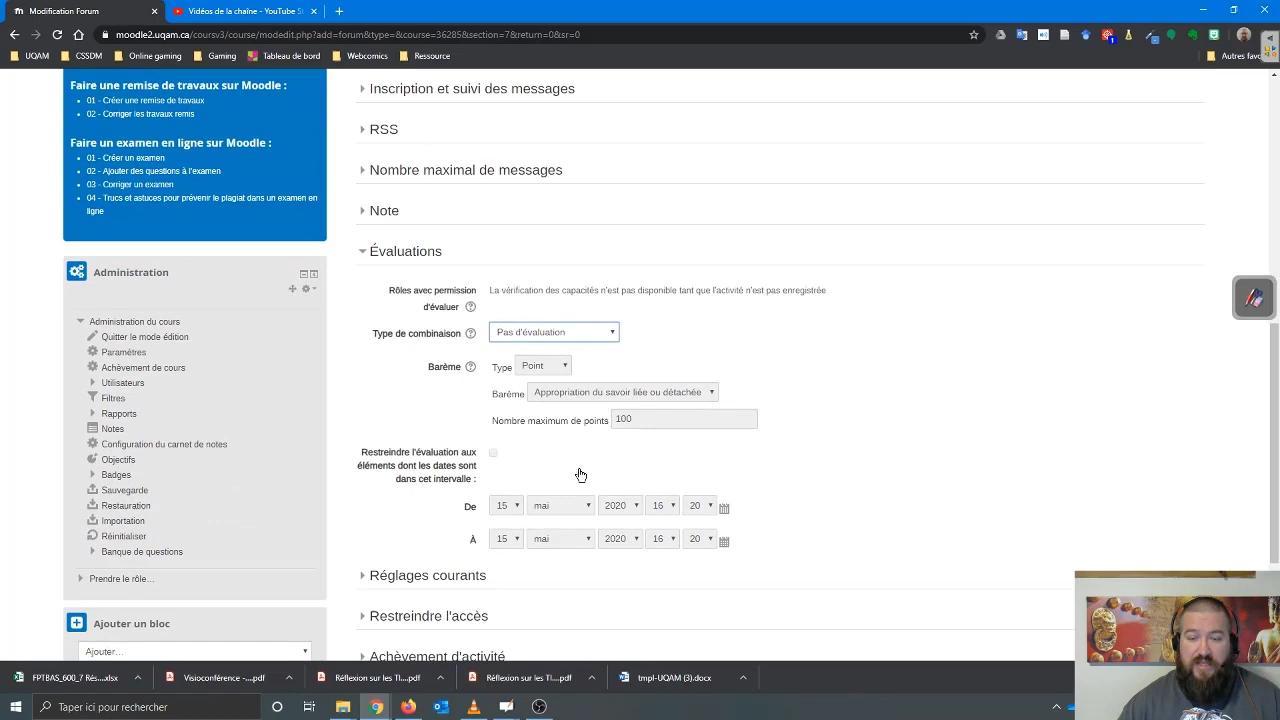 Modification Forum
Vidéos de la chaîne - YouTube St
moodle2.uqam.ca/coursv3/course/modedit.php?add=forum&type=&course=36285&section=7&return=0&sr=0
UQAM
CSSDM
Online gaming
Gaming
Tableau de bord
Webcomics
Ressource
Autres favo
Faire une remise de travaux sur Moodle :
01 - Créer une remise de travaux
02 - Corriger les travaux remis
Faire un examen en ligne sur Moodle :
01 - Créer un examen
02 - Ajouter des questions à l'examen
03 - Corriger un examen
04 - Trucs et astuces pour prévenir le plagiat dans un examen en
ligne
Administration
Administration du cours
Quitter le mode édition
Paramètres
Achèvement de cours
Utilisateurs
Filtres
Rapports
Notes
Configuration du carnet de notes
Objectifs
Badges
Sauvegarde
Restauration
Importation
Réinitialiser
Banque de questions
Prendre le rôle...
Ajouter un bloc
Ajouter...
Inscription et suivi des messages
RSS
Nombre maximal de messages
Note
Évaluations
Rôles avec permission
d'évaluer
La vérification des capacités n'est pas disponible tant que l'activité n'est pas enregistrée
Type de combinaison
Pas d'évaluation
Barème
Type Point
Barème Appropriation du savoir liée ou détachée
Nombre maximum de points 100
Restreindre l'évaluation aux
éléments dont les dates sont
dans cet intervalle :
De 15 mai 2020 16 20
À 15 mai 2020 16 20
Réglages courants
Restreindre l'accès
Achèvement d'activité
FPTBAS_600_7 Rés....xlsx
Visioconférence -....pdf
Réflexion sur les TI....pdf
Réflexion sur les TI....pdf
tmpl-UQAM (3).docx
Taper ici pour rechercher